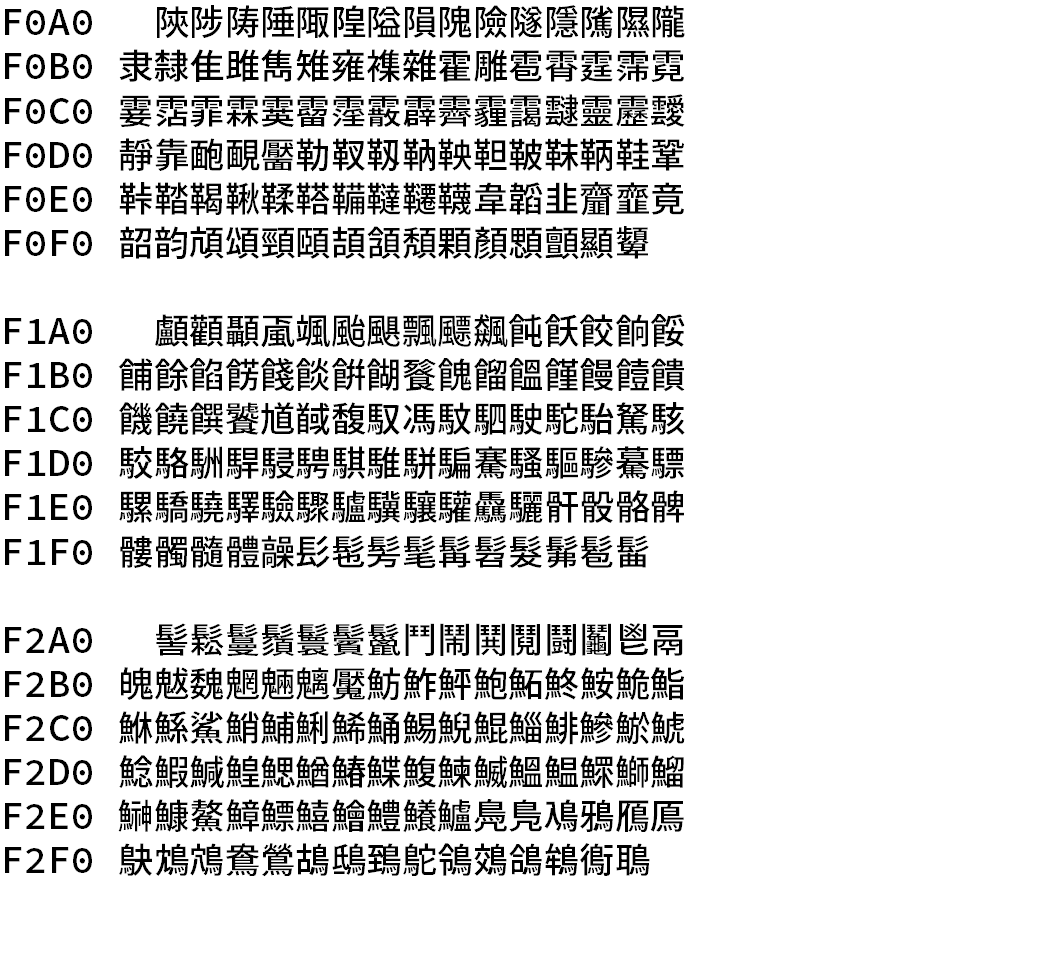 F0A0 陝陟陦陲陬隍隘隕隗險隧隱隲隰隴
F0B0 隶隸隹雎雋雉雍襍雜霍雕雹霄霆霈霓
F0C0 霎霑霏霖霙霤霪霰霹霽霾靄靆靈靂靉
F0D0 靜靠靤靦靨勒靫靱靹鞅靼鞁靺鞆鞋鞏
F0E0 鞐鞜鞨鞦鞣鞳鞴韃韆韈韋韜韭齏韲竟
F0F0 韶韵頏頌頸頤頡頷頽顆顏顋顫顯顰
F1A0 顱顴顳颪颯颱颶飄飃飆飩飫餃餉餒
F1B0 餔餘餡餝餞餤餠餬餮餽餾饂饉饅饐饋
F1C0 饑饒饌饕馗馘馥馭馮馼駟駛駝駘駑駭
F1D0 駮駱駲駻駸騁騏騅駢騙騫騷驅驂驀驃
F1E0 騾驕驍驛驗驟驢驥驤驩驫驪骭骰骼髀
F1F0 髏髑髓體髞髟髢髣髦髯髫髮髴髱髷
F2A0 髻鬆鬘鬚鬟鬢鬣鬥鬧鬨鬩鬪鬮鬯鬲
F2B0 魄魃魏魍魎魑魘魴鮓鮃鮑鮖鮗鮟鮠鮨
F2C0 鮴鯀鯊鮹鯆鯏鯑鯒鯣鯢鯤鯔鯡鰺鯲鯱
F2D0 鯰鰕鰔鰉鰓鰌鰆鰈鰒鰊鰄鰮鰛鰥鰤鰡
F2E0 鰰鱇鰲鱆鰾鱚鱠鱧鱶鱸鳧鳬鳰鴉鴈鳫
F2F0 鴃鴆鴪鴦鶯鴣鴟鵄鴕鴒鵁鴿鴾鵆鵈